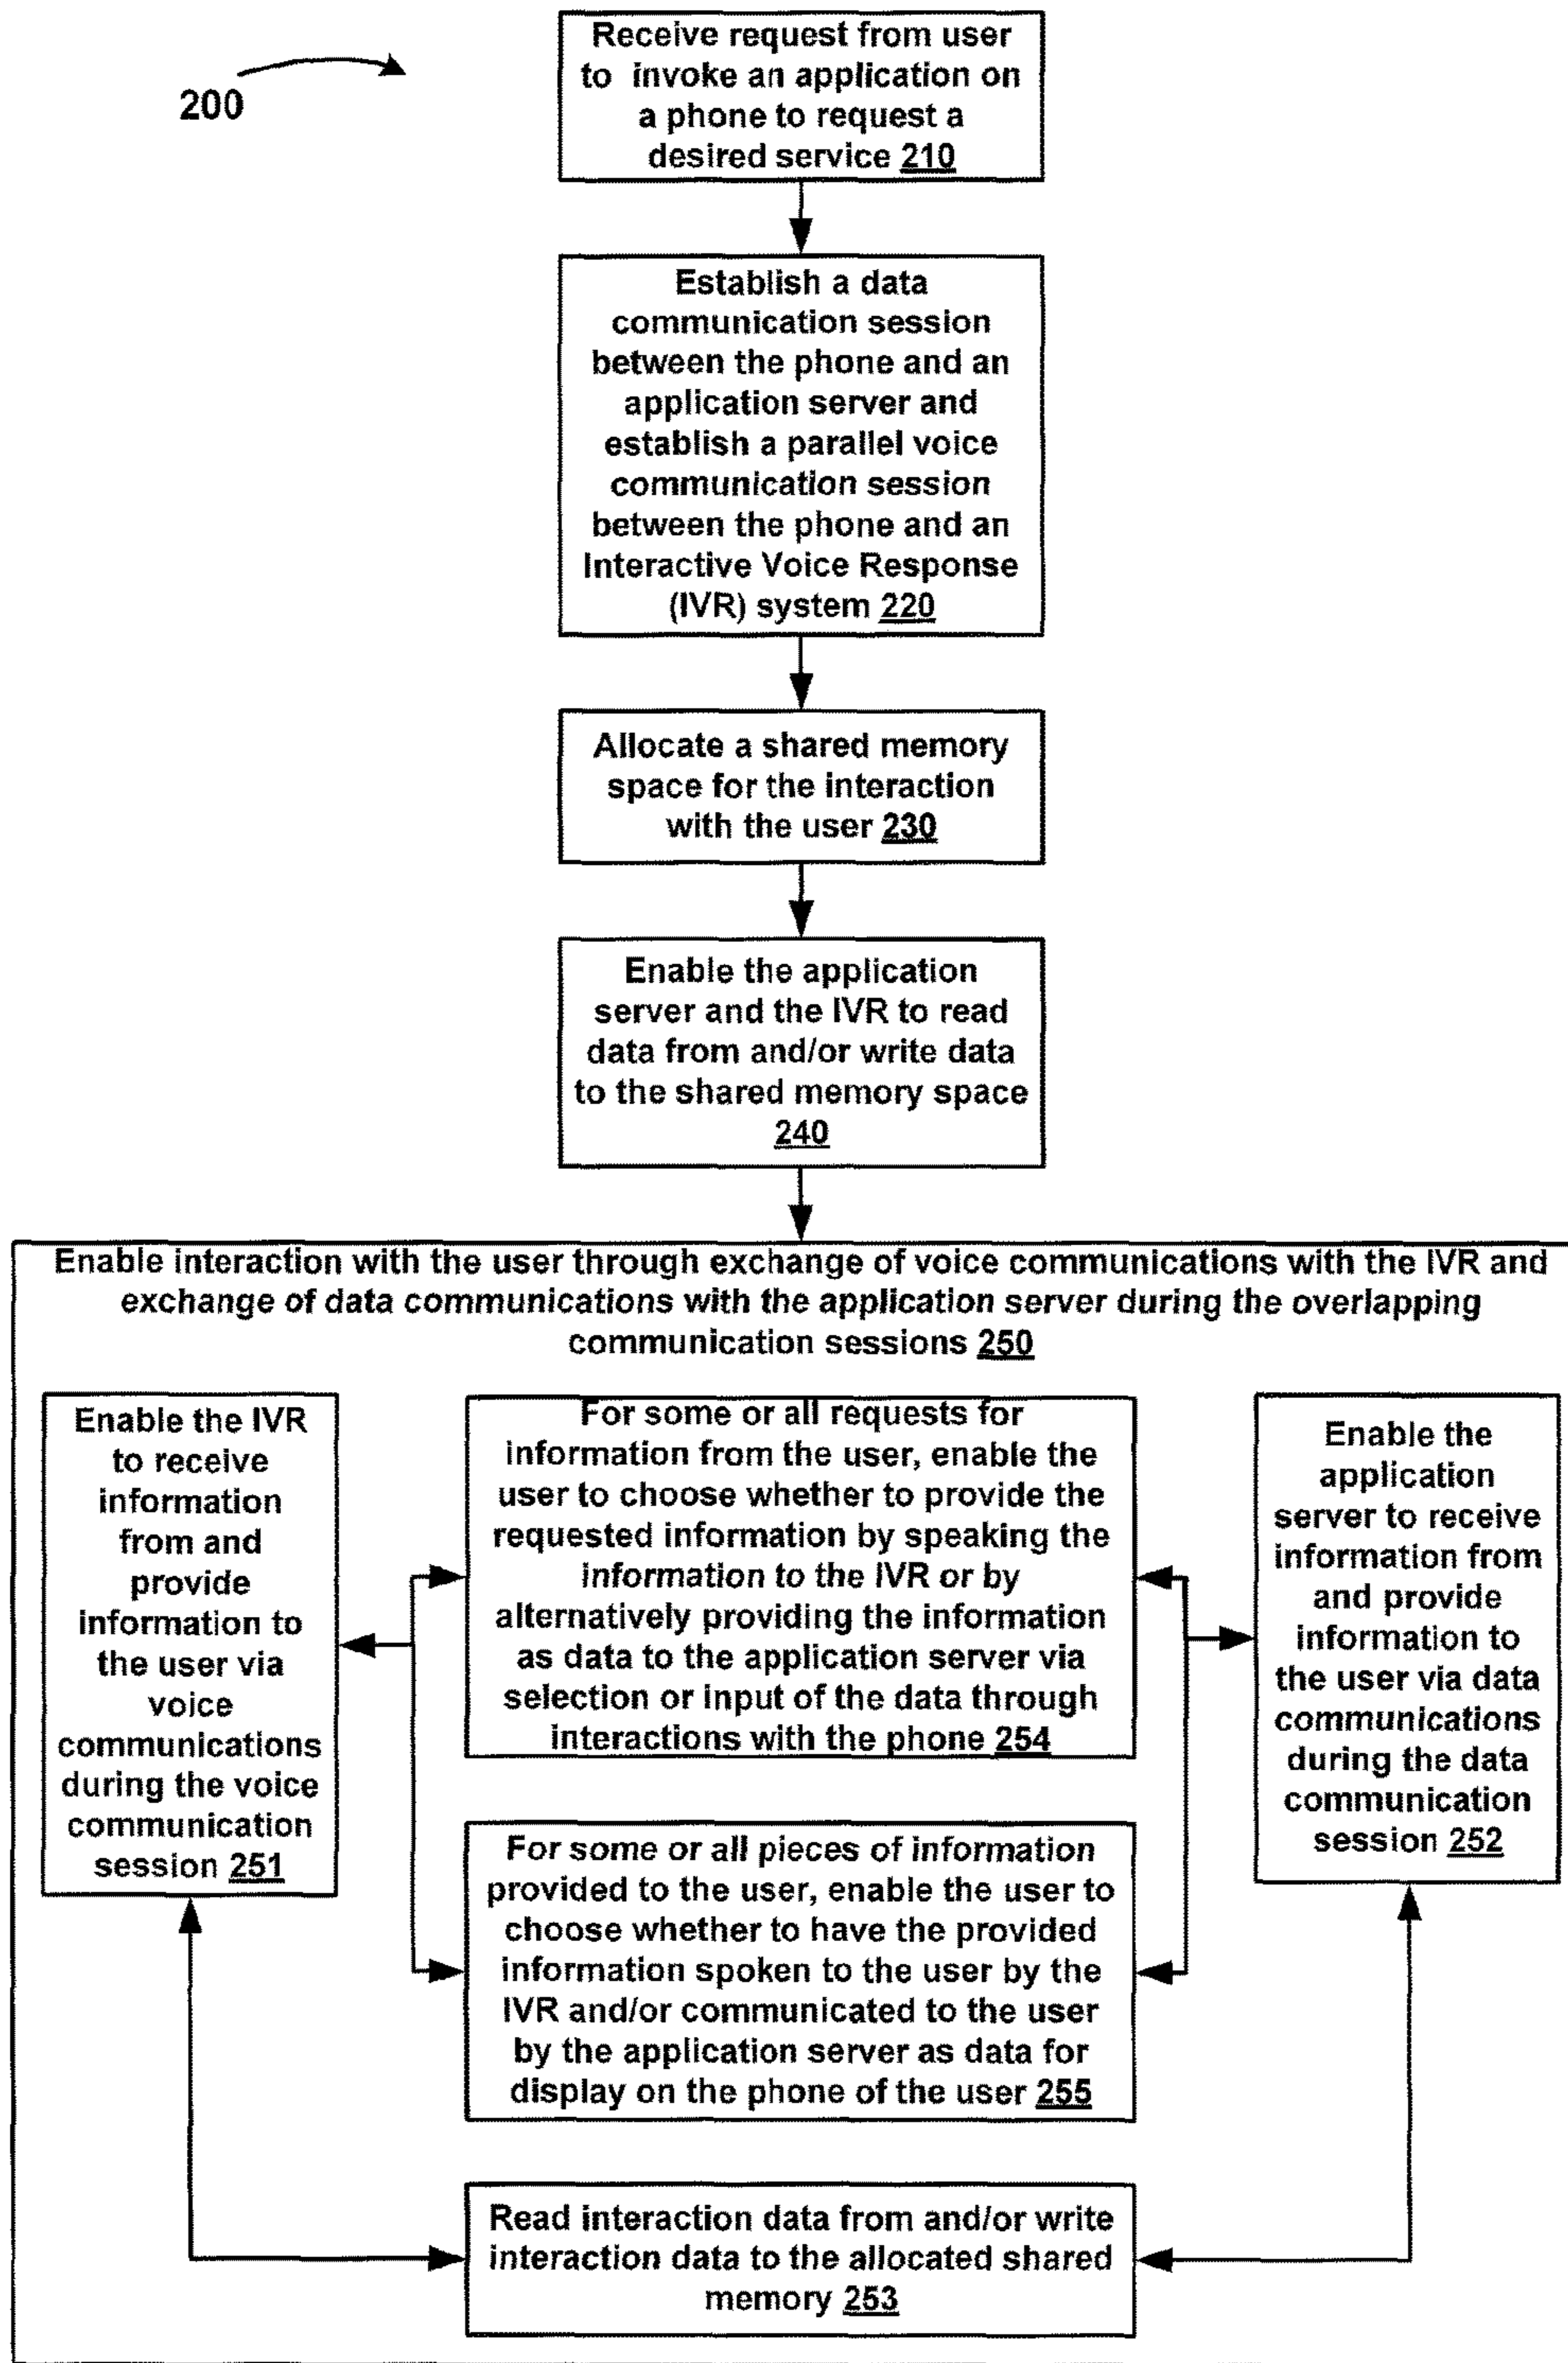 Receive request from user
to invoke an application on
a phone to request a
desired service 210
200
Establish a data
communication session
between the phone and an
application server and
establish a parallel voice
communication session
between the phone and an
Interactive Voice Response
(IVR) system 220
Allocate a shared memory
space for the interaction
with the user 230
Enable the application
server and the IVR to read
data from and/or write data
to the shared memory space
240
Enable interaction with the user through exchange of voice communications with the IVR and
exchange of data communications with the application server during the overlapping
communication sessions 250
Enable the IVR
to receive
information
from and
provide
information to
the user via
voice
communications
during the voice
communication
session 251
For some or all requests for
information from the user, enable the
user to choose whether to provide the
requested information by speaking the
information to the IVR or by
alternatively providing the information
as data to the application server via
selection or input of the data through
interactions with the phone 254
Enable the
application
server to receive
information from
and provide
information to
the user via data
communications
during the data
communication
session 252
For some or all pieces of information
provided to the user, enable the user to
choose whether to have the provided
information spoken to the user by the
IVR and/or communicated to the user
by the application server as data for
display on the phone of the user 255
Read interaction data from and/or write
interaction data to the allocated shared
memory 253